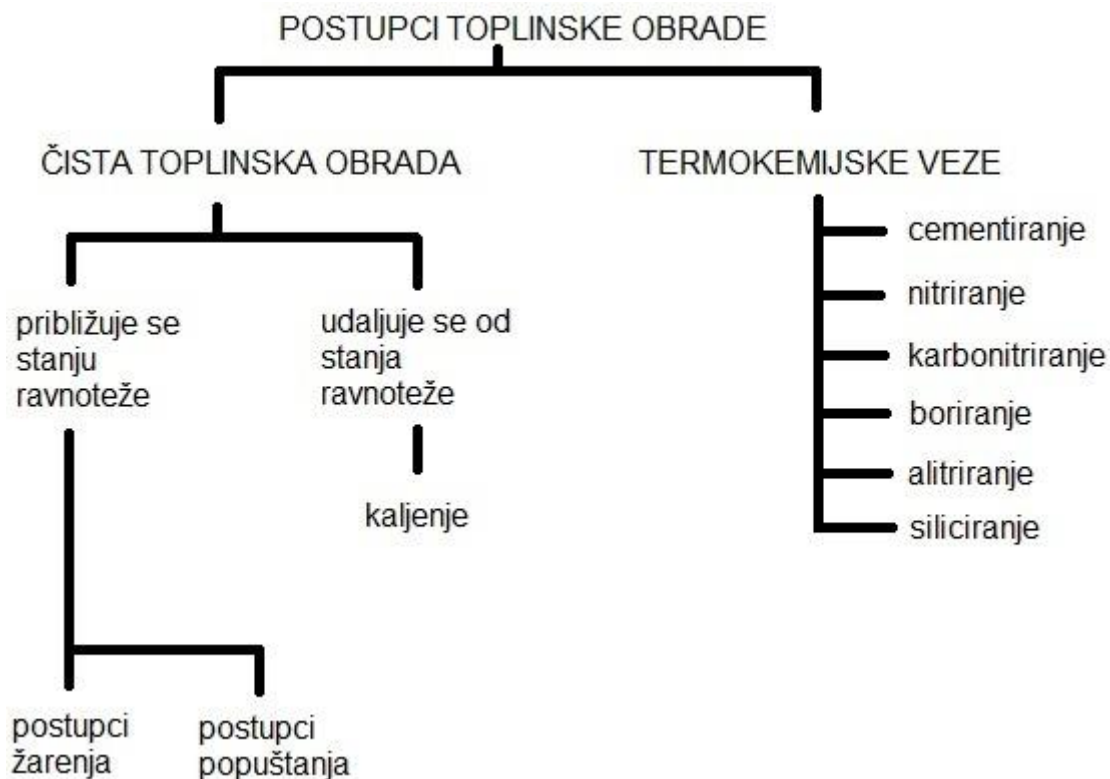 POSTUPCI TOPLINSKE OBRADE
ČISTA TOPLINSKA OBRADA
TERMOKEMIJSKE VEZE
približuje se
stanju
ravnoteže
udaljuje se od
stanja
ravnoteže
kaljenje
postupci
žarenja
postupci
popuštanja
cementiranje
nitriranje
karbonitriranje
boriranje
alitriranje
siliciranje